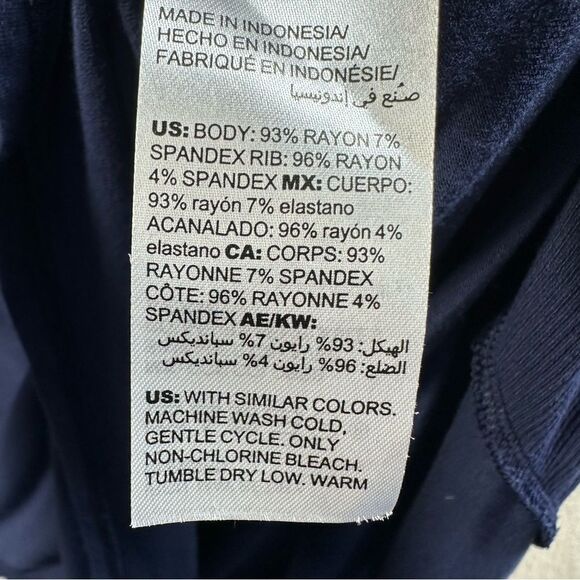 MADE IN INDONESIA/
HECHO EN INDONESIA/
FABRIQUÉ EN INDONÉSIE/
صنع في إندونيسيا
US: BODY: 93% RAYON 7%
SPANDEX RIB: 96% RAYON
4% SPANDEX MX: CUERPO:
93% rayón 7% elastano
ACANALADO: 96% rayón 4%
elastano CA: CORPS: 93%
RAYONNE 7% SPANDEX
CÔTE: 96% RAYONNE 4%
SPANDEX AE/KW:
الهيكل: 93% رايون 7% سبانديكس
الضلع: 96% رايون 4% سبانديكس
US: WITH SIMILAR COLORS.
MACHINE WASH COLD,
GENTLE CYCLE. ONLY
NON-CHLORINE BLEACH.
TUMBLE DRY LOW. WARM